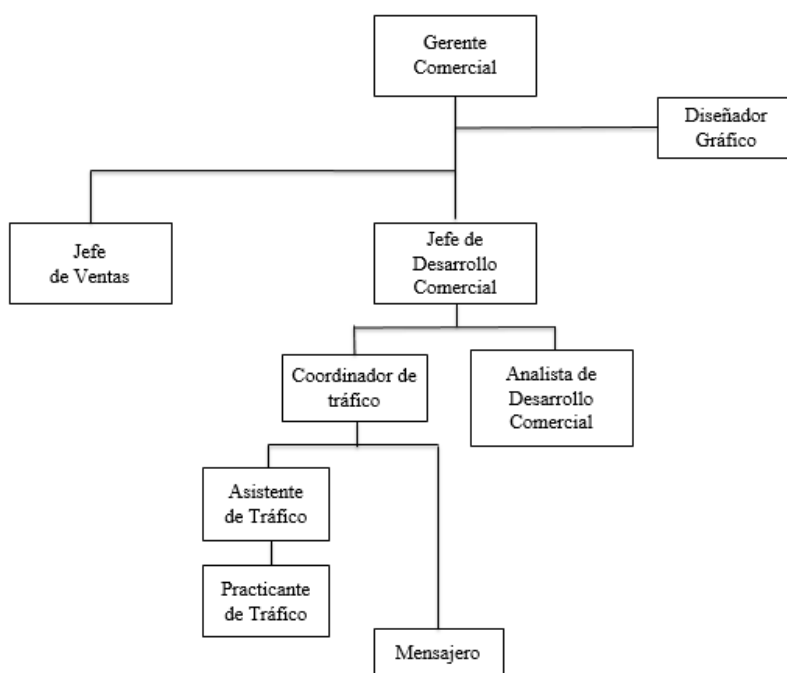 Gerente
Comercial
Diseñador
Gráfico
Jefe
de Ventas
Jefe de
Desarrollo
Comercial
Coordinador de
tráfico
Analista de
Desarrollo
Comercial
Asistente
de Tráfico
Practicante
de Tráfico
Mensajero